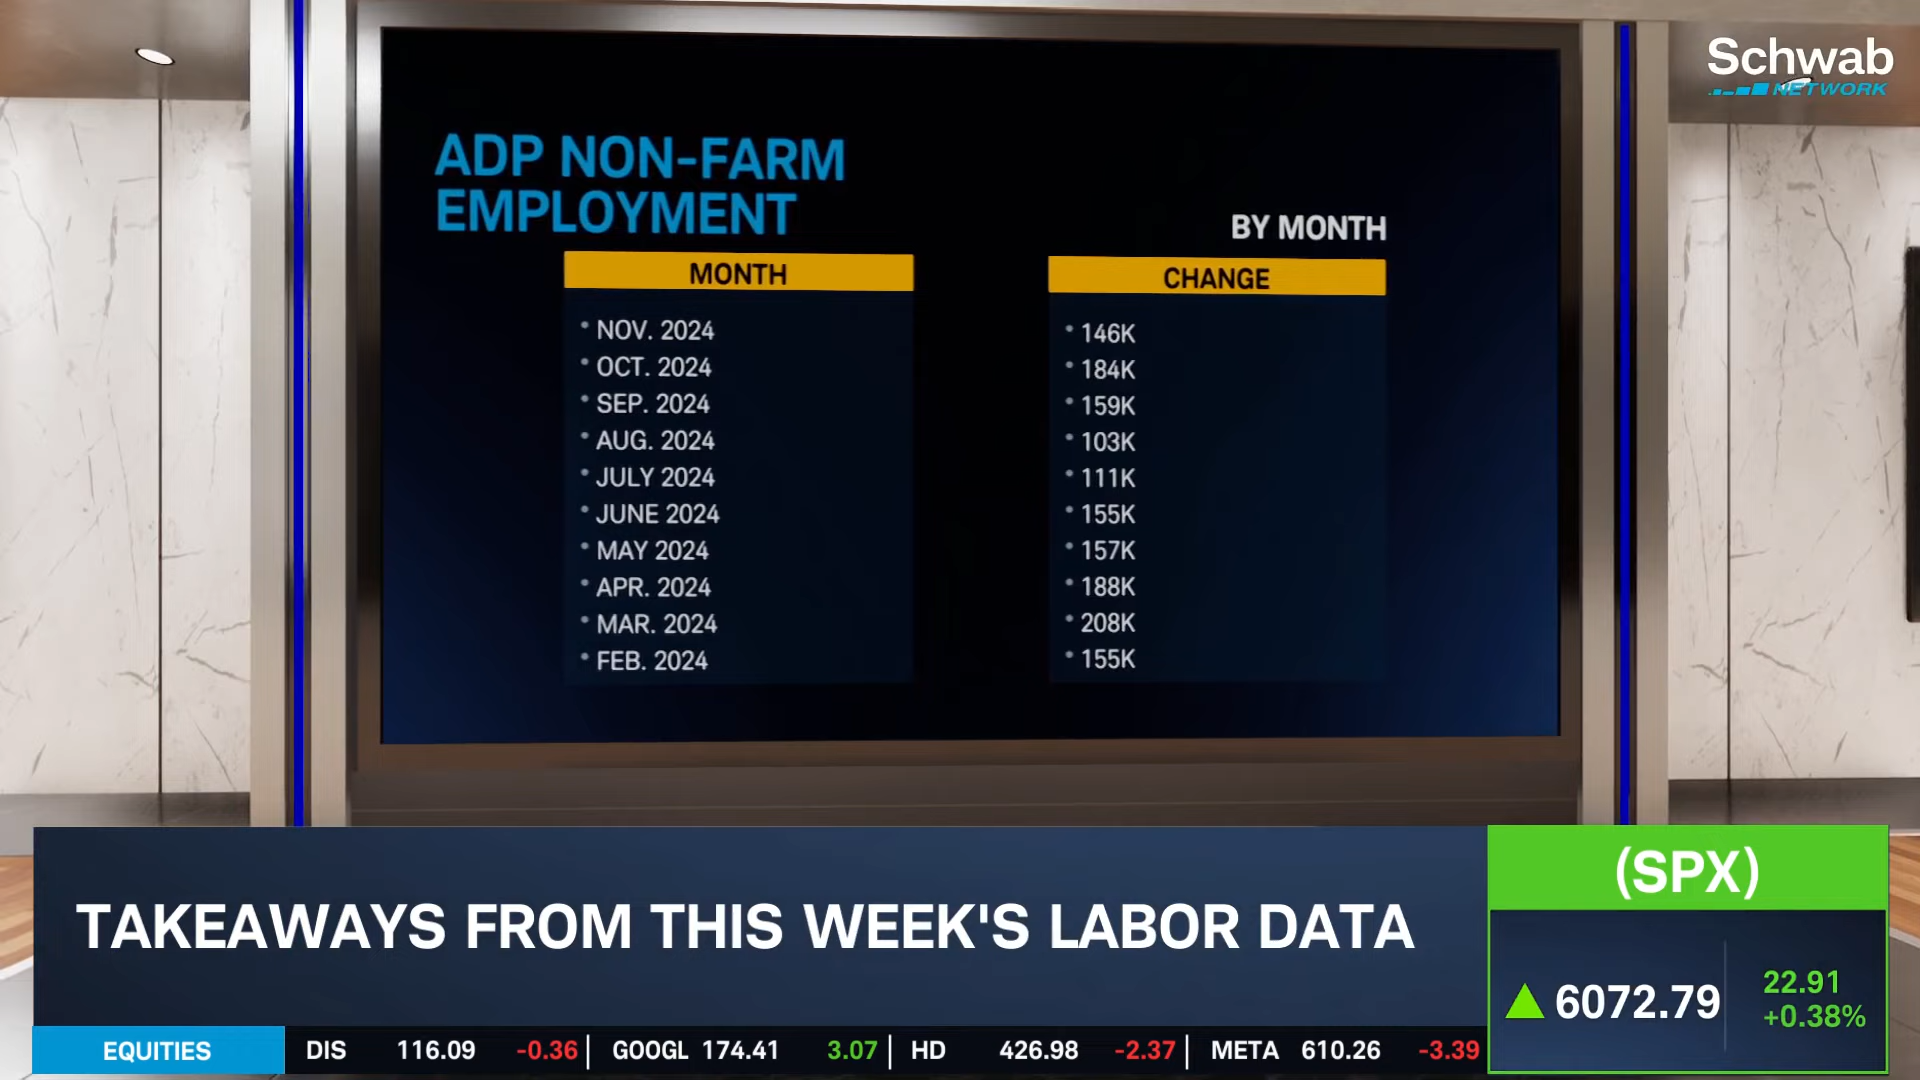 Schwab
NETWORK
ADP NON-FARM
EMPLOYMENT
BY MONTH
MONTH CHANGE
• NOV. 2024 • 146K
• OCT. 2024 • 184K
• SEP. 2024 • 159K
• AUG. 2024 • 103K
• JULY 2024 • 111K
• JUNE 2024 • 155K
• MAY 2024 • 157K
• APR. 2024 • 188K
• MAR. 2024 • 208K
• FEB. 2024 • 155K
TAKEAWAYS FROM THIS WEEK'S LABOR DATA
(SPX)
▲ 6072.79
22.91
+0.38%
EQUITIES DIS 116.09 -0.36 | GOOGL 174.41 3.07 | HD 426.98 -2.37 | META 610.26 -3.39